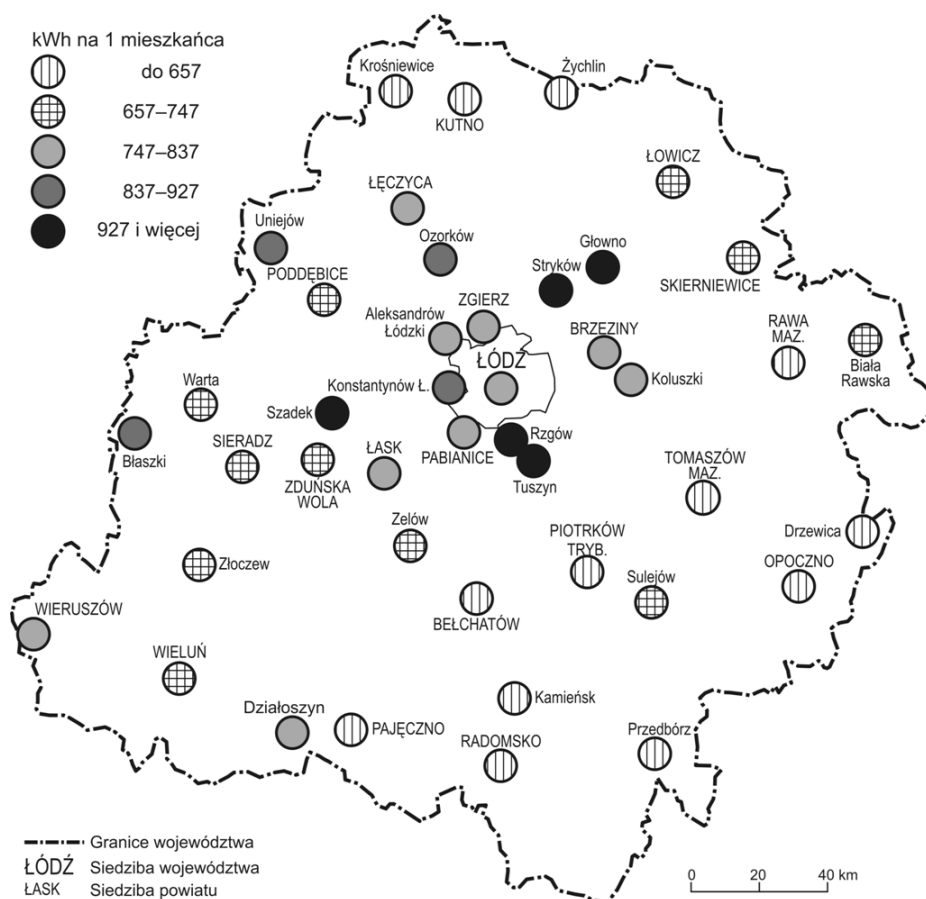 kWh na 1 mieszkańca
do 657
657–747
747–837
837–927
927 i więcej
Krośniewice
KUTNO
Żychlin
ŁOWICZ
ŁĘCZYCA
Uniejów
Ozorków
Głowno
Stryków
SKIERNIEWICE
PODDĘBICE
ZGIERZ
Aleksandrów
Łódzki
BRZEZINY
RAWA
MAZ.
Biała
Rawska
ŁÓDŹ
Koluszki
Konstantynów Ł.
Warta
Szadek
Błaszki
SIERADZ
ZDUŃSKA
WOLA
ŁASK
PABIANICE
Rzgów
Tuszyn
TOMASZÓW
MAZ.
Zelów
PIOTRKÓW
TRYB.
Drzewica
Złoczew
Sulejów
OPOCZNO
BEŁCHATÓW
WIERUSZÓW
WIELUŃ
Kamieńsk
Działoszyn
PAJĘCZNO
RADOMSKO
Przedbórz
Granice województwa
ŁÓDŹ Siedziba województwa
ŁASK Siedziba powiatu
0 20 40 km